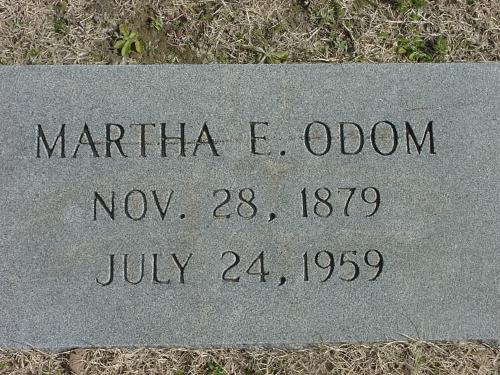 MARTHA E. ODOM
NOV. 28, 1879
JULY 24, 1959